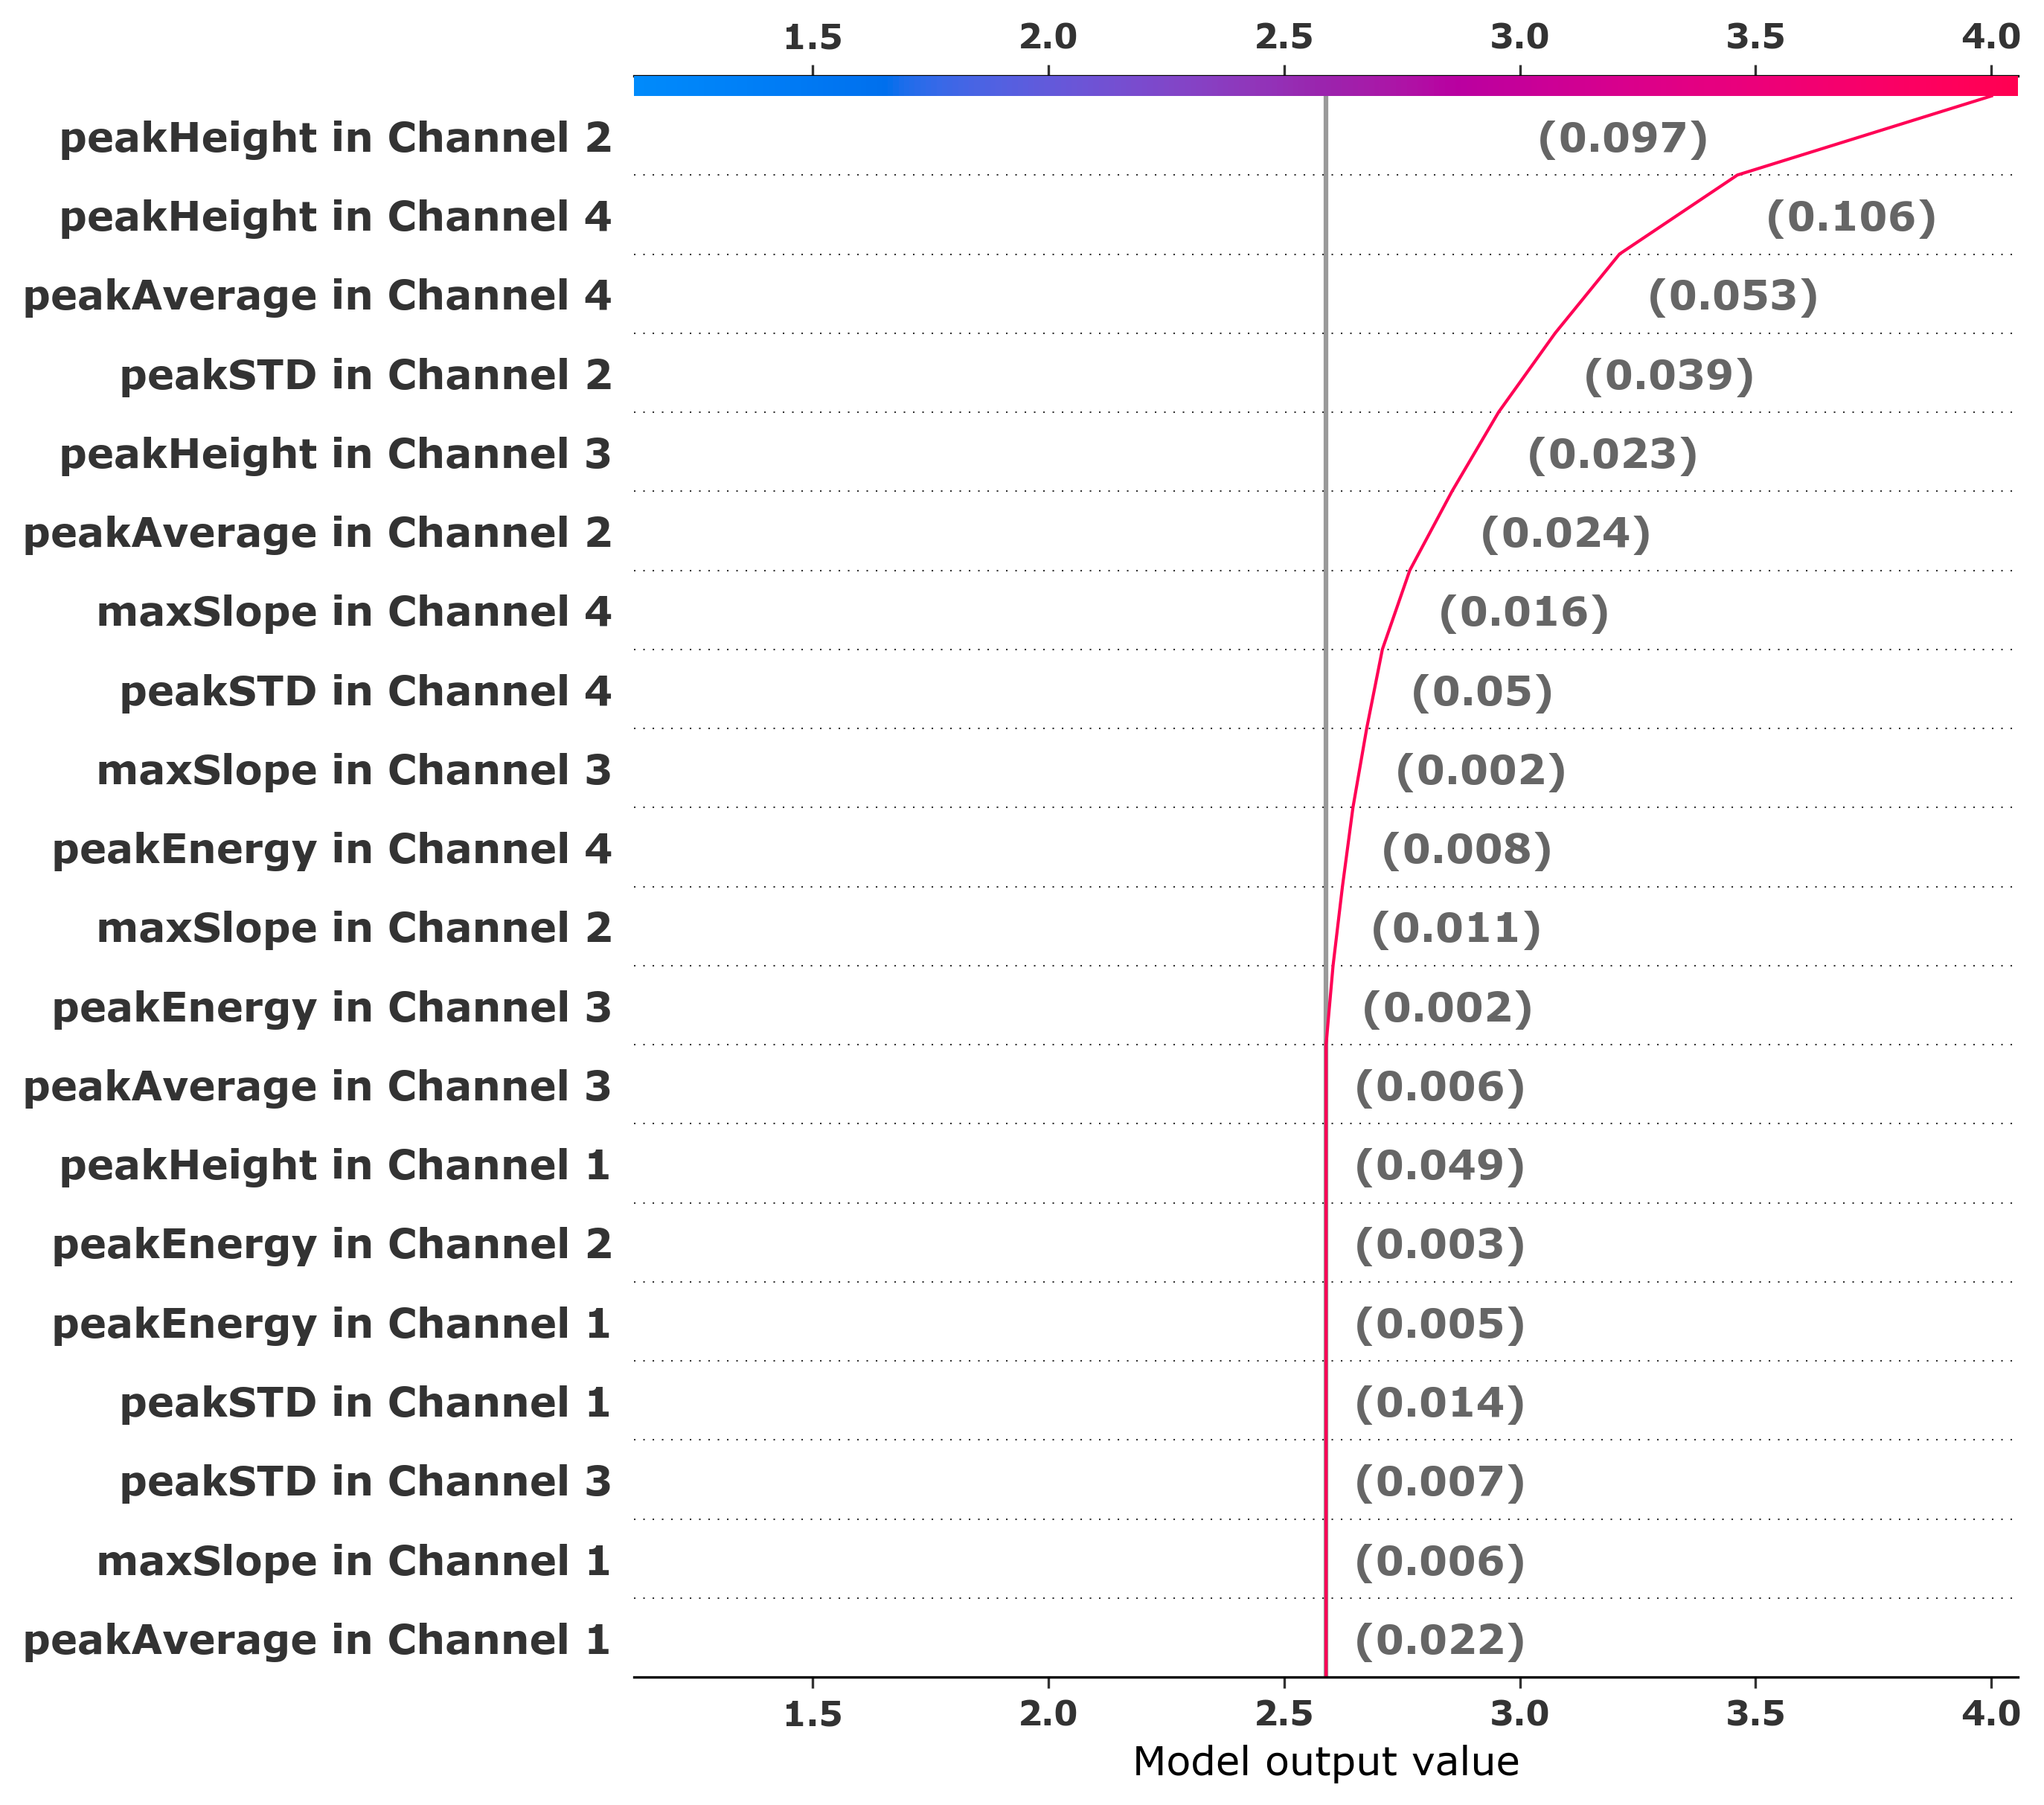 1.5 2.0 2.5 3.0 3.5 4.0
peakHeight in Channel 2 (0.097)
peakHeight in Channel 4 (0.106)
peakAverage in Channel 4 (0.053)
peakSTD in Channel 2 (0.039)
peakHeight in Channel 3 (0.023)
peakAverage in Channel 2 (0.024)
maxSlope in Channel 4 (0.016)
peakSTD in Channel 4 (0.05)
maxSlope in Channel 3 (0.002)
peakEnergy in Channel 4 (0.008)
maxSlope in Channel 2 (0.011)
peakEnergy in Channel 3 (0.002)
peakAverage in Channel 3 (0.006)
peakHeight in Channel 1 (0.049)
peakEnergy in Channel 2 (0.003)
peakEnergy in Channel 1 (0.005)
peakSTD in Channel 1 (0.014)
peakSTD in Channel 3 (0.007)
maxSlope in Channel 1 (0.006)
peakAverage in Channel 1 (0.022)
1.5 2.0 2.5 3.0 3.5 4.0
Model output value